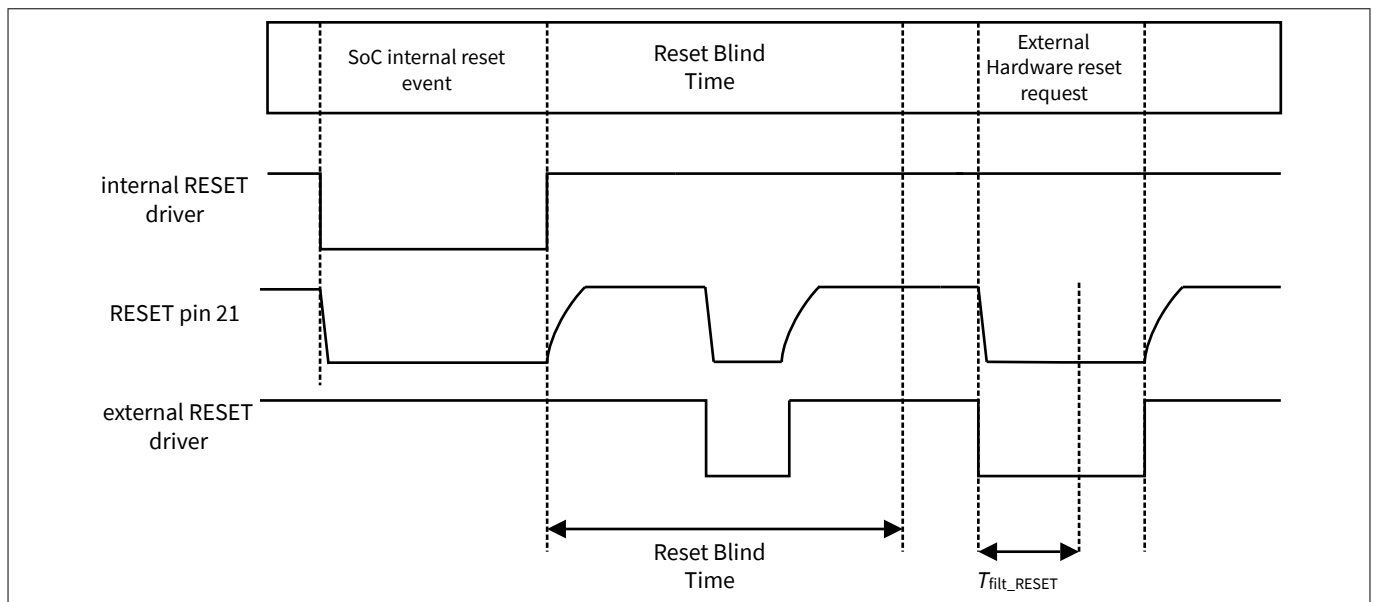 SoC internal reset
event
Reset Blind
Time
External
Hardware reset
request
internal RESET
driver
RESET pin 21
external RESET
driver
Reset Blind
Time
Tfilt_RESET